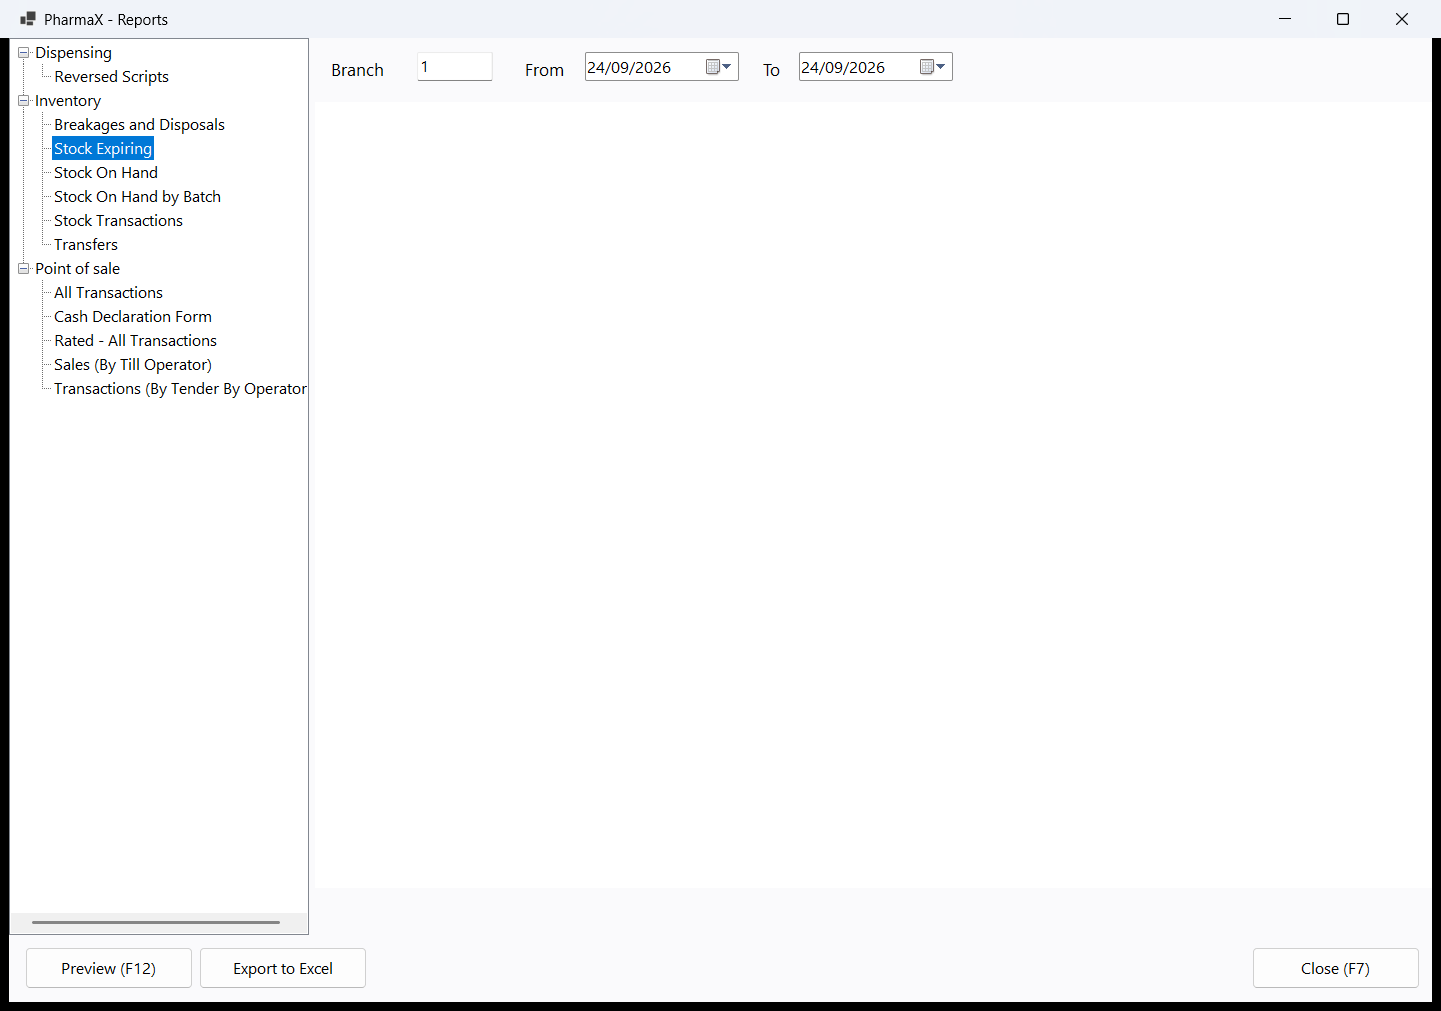 PharmaX - Reports
Dispensing
Reversed Scripts
Inventory
Breakages and Disposals
Stock Expiring
Stock On Hand
Stock On Hand by Batch
Stock Transactions
Transfers
Point of sale
All Transactions
Cash Declaration Form
Rated - All Transactions
Sales (By Till Operator)
Transactions (By Tender By Operator
Branch 1 From 24/09/2026 To 24/09/2026
Preview (F12) Export to Excel Close (F7)